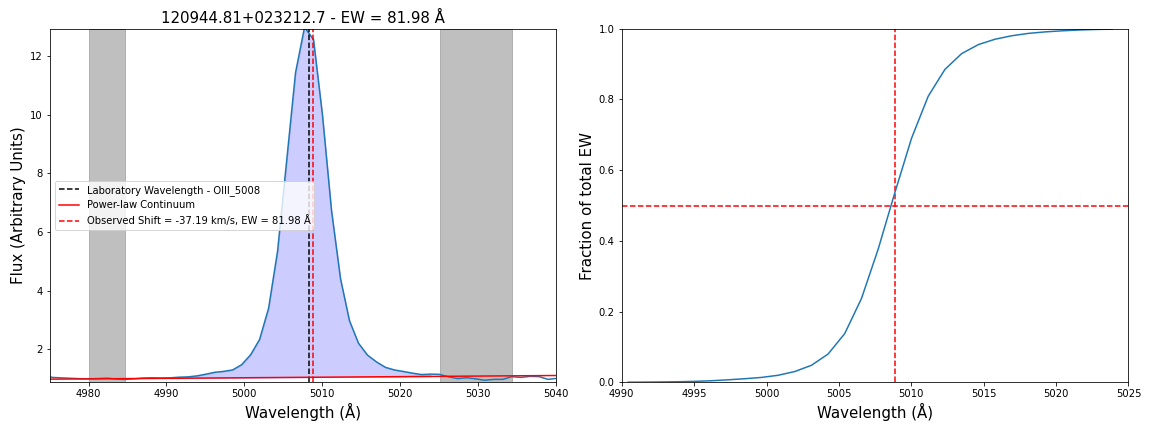 120944.81+023212.7 - EW = 81.98 Å
Flux (Arbitrary Units)
12
10
8
6
4
2
Laboratory Wavelength - OIII_5008
Power-law Continuum
Observed Shift = -37.19 km/s, EW = 81.98 Å
4980 4990 5000 5010 5020 5030 5040
Wavelength (Å)
Fraction of total EW
1.0
0.8
0.6
0.4
0.2
0.0
4990 4995 5000 5005 5010 5015 5020 5025
Wavelength (Å)